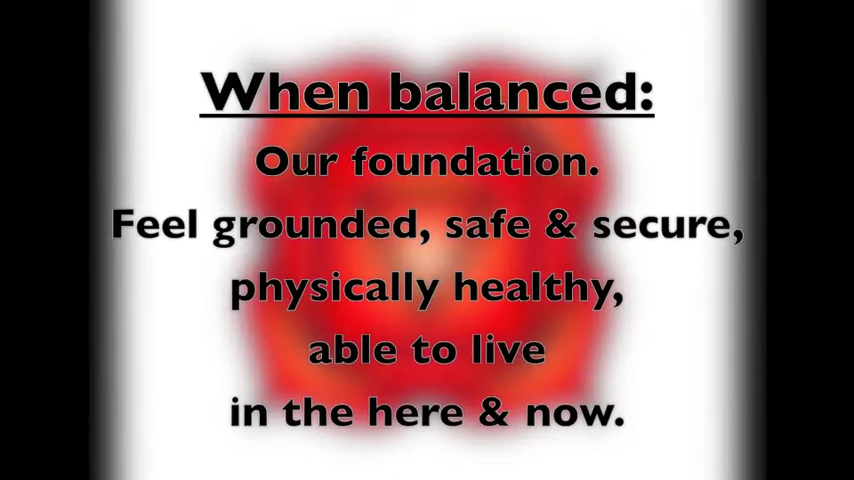 When balanced:
Our foundation.
Feel grounded, safe & secure,
physically healthy,
able to live
in the here & now.